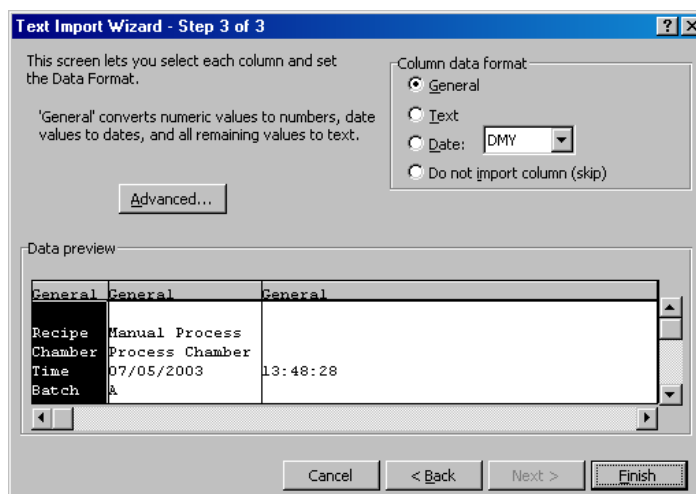 Text Import Wizard - Step 3 of 3
This screen lets you select each column and set
the Data Format.
'General' converts numeric values to numbers, date
values to dates, and all remaining values to text.
Advanced...
Column data format
General
Text
Date: DMY
Do not import column (skip)
Data preview
General General General
Recipe Manual Process
Chamber Process Chamber
Time 07/05/2003 13:48:28
Batch A
Cancel < Back Next > Finish